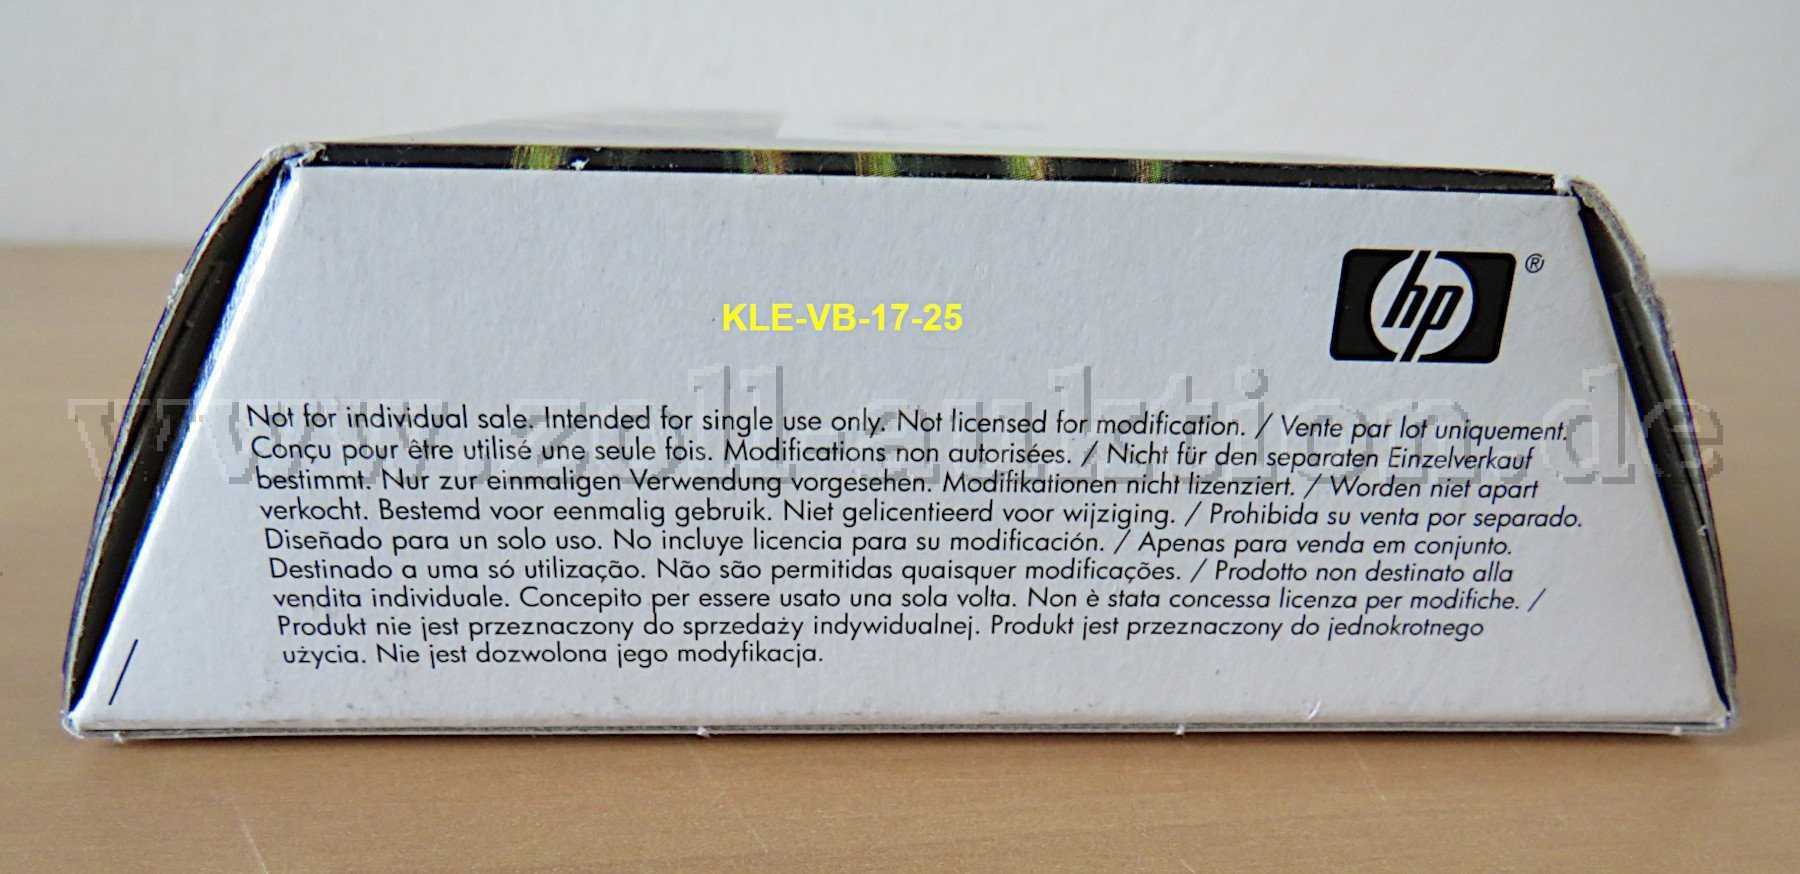 hp ®
KLE-VB-17-25
www.zoll-auktion.de
Not for individual sale. Intended for single use only. Not licensed for modification. / Vente par lot uniquement.
Conçu pour être utilisé une seule fois. Modifications non autorisées. / Nicht für den separaten Einzelverkauf
bestimmt. Nur zur einmaligen Verwendung vorgesehen. Modifikationen nicht lizenziert. / Worden niet apart
verkocht. Bestemd voor eenmalig gebruik. Niet gelicentieerd voor wijziging. / Prohibida su venta por separado.
Diseñado para un solo uso. No incluye licencia para su modificación. / Apenas para venda em conjunto.
Destinado a uma só utilização. Não são permitidas quaisquer modificações. / Prodotto non destinato alla
vendita individuale. Concepito per essere usato una sola volta. Non è stata concessa licenza per modifiche. /
Produkt nie jest przeznaczony do sprzedaży indywidualnej. Produkt jest przeznaczony do jednokrotnego
użycia. Nie jest dozwolona jego modyfikacja.